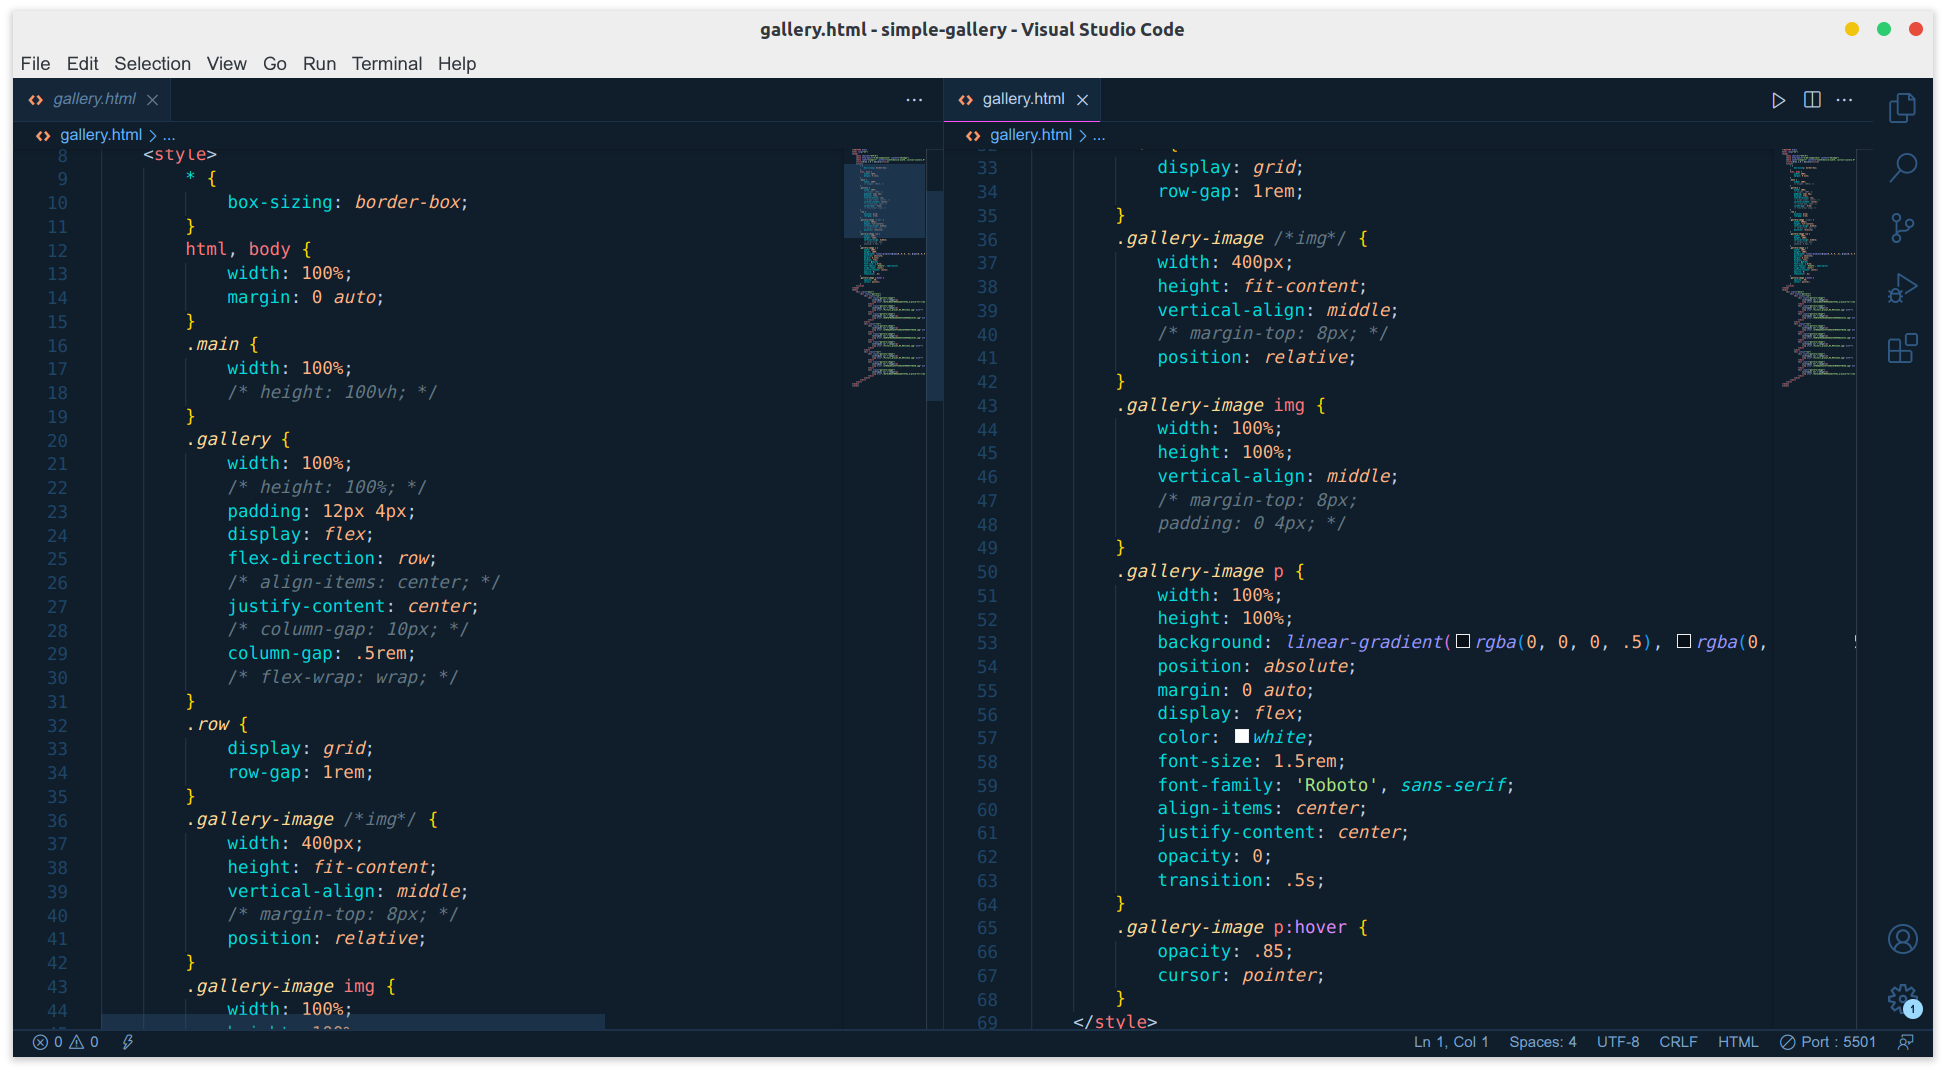 gallery.html - simple-gallery - Visual Studio Code
File Edit Selection View Go Run Terminal Help
gallery.html
gallery.html > ...
8 <style>
9 * {
10 box-sizing: border-box;
11 }
12 html, body {
13 width: 100%;
14 margin: 0 auto;
15 }
16 .main {
17 width: 100%;
18 /* height: 100vh; */
19 }
20 .gallery {
21 width: 100%;
22 /* height: 100%; */
23 padding: 12px 4px;
24 display: flex;
25 flex-direction: row;
26 /* align-items: center; */
27 justify-content: center;
28 /* column-gap: 10px; */
29 column-gap: .5rem;
30 /* flex-wrap: wrap; */
31 }
32 .row {
33 display: grid;
34 row-gap: 1rem;
35 }
36 .gallery-image /*img*/ {
37 width: 400px;
38 height: fit-content;
39 vertical-align: middle;
40 /* margin-top: 8px; */
41 position: relative;
42 }
43 .gallery-image img {
44 width: 100%;
gallery.html
gallery.html > ...
33 display: grid;
34 row-gap: 1rem;
35 }
36 .gallery-image /*img*/ {
37 width: 400px;
38 height: fit-content;
39 vertical-align: middle;
40 /* margin-top: 8px; */
41 position: relative;
42 }
43 .gallery-image img {
44 width: 100%;
45 height: 100%;
46 vertical-align: middle;
47 /* margin-top: 8px;
48 padding: 0 4px; */
49 }
50 .gallery-image p {
51 width: 100%;
52 height: 100%;
53 background: linear-gradient(rgba(0, 0, 0, .5), rgba(0,
54 position: absolute;
55 margin: 0 auto;
56 display: flex;
57 color: white;
58 font-size: 1.5rem;
59 font-family: 'Roboto', sans-serif;
60 align-items: center;
61 justify-content: center;
62 opacity: 0;
63 transition: .5s;
64 }
65 .gallery-image p:hover {
66 opacity: .85;
67 cursor: pointer;
68 }
69 </style>
1
0 0
Ln 1, Col 1 Spaces: 4 UTF-8 CRLF HTML Port : 5501